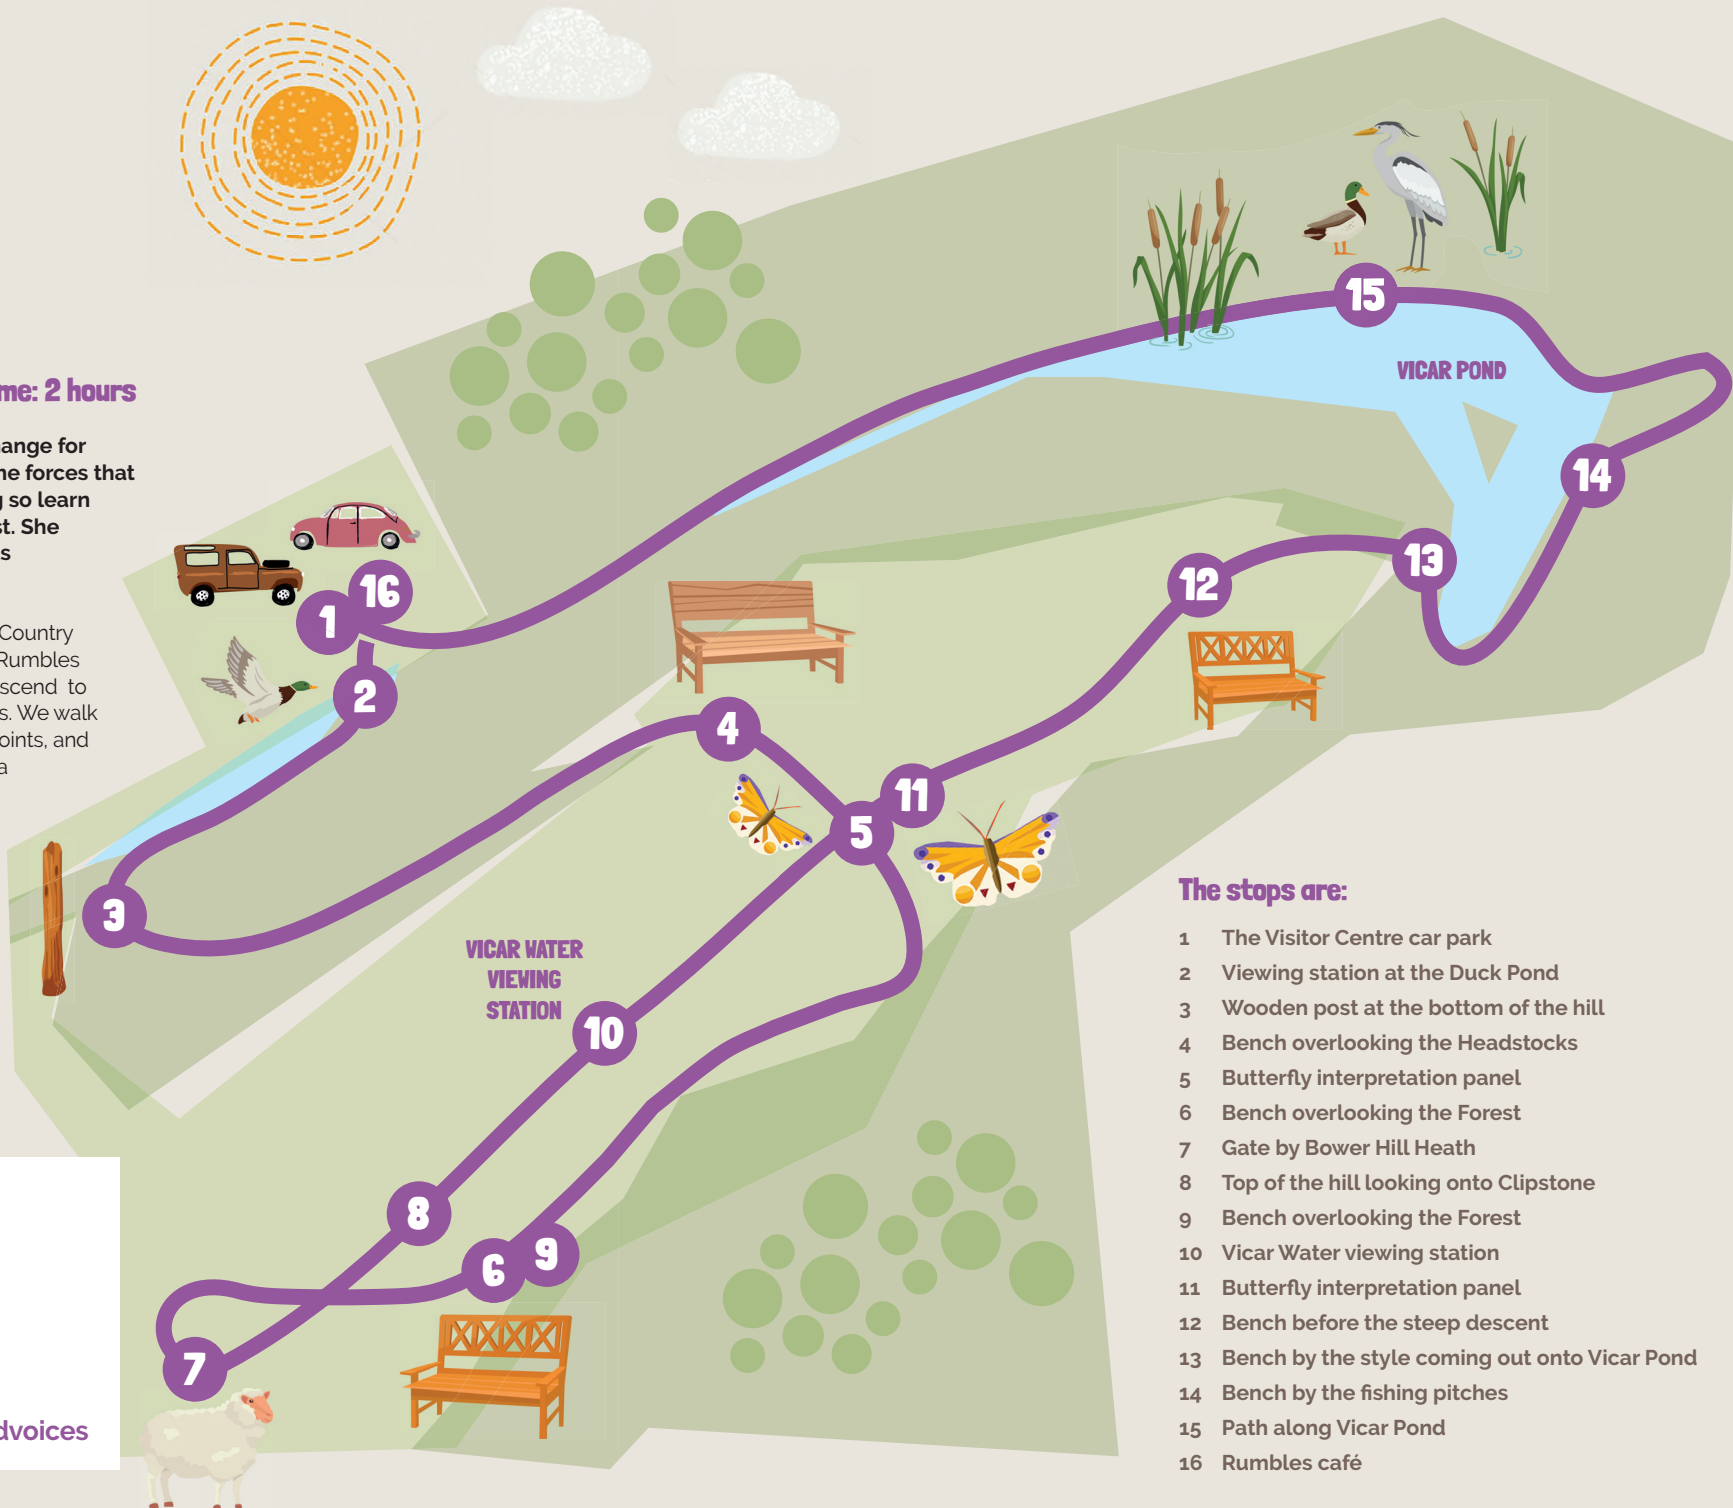 me: 2 hours
ange for
ne forces that
g so learn
st. She
s
Country
Rumbles
scend to
s. We walk
oints, and
a
dvoices
VICAR POND
VICAR WATER
VIEWING
STATION
1
2
3
4
5
6
7
8
9
10
11
12
13
14
15
16
The stops are:
1 The Visitor Centre car park
2 Viewing station at the Duck Pond
3 Wooden post at the bottom of the hill
4 Bench overlooking the Headstocks
5 Butterfly interpretation panel
6 Bench overlooking the Forest
7 Gate by Bower Hill Heath
8 Top of the hill looking onto Clipstone
9 Bench overlooking the Forest
10 Vicar Water viewing station
11 Butterfly interpretation panel
12 Bench before the steep descent
13 Bench by the style coming out onto Vicar Pond
14 Bench by the fishing pitches
15 Path along Vicar Pond
16 Rumbles café